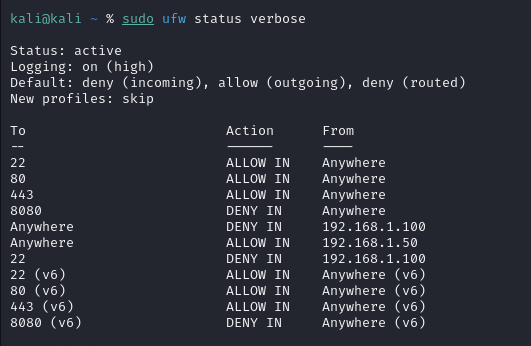 kali@kali ~ % sudo ufw status verbose
Status: active
Logging: on (high)
Default: deny (incoming), allow (outgoing), deny (routed)
New profiles: skip
To                         Action      From
--                         ------      ----
22                         ALLOW IN    Anywhere
80                         ALLOW IN    Anywhere
443                        ALLOW IN    Anywhere
8080                       DENY IN     Anywhere
Anywhere                   DENY IN     192.168.1.100
Anywhere                   ALLOW IN    192.168.1.50
22                         DENY IN     192.168.1.100
22 (v6)                    ALLOW IN    Anywhere (v6)
80 (v6)                    ALLOW IN    Anywhere (v6)
443 (v6)                   ALLOW IN    Anywhere (v6)
8080 (v6)                  DENY IN     Anywhere (v6)